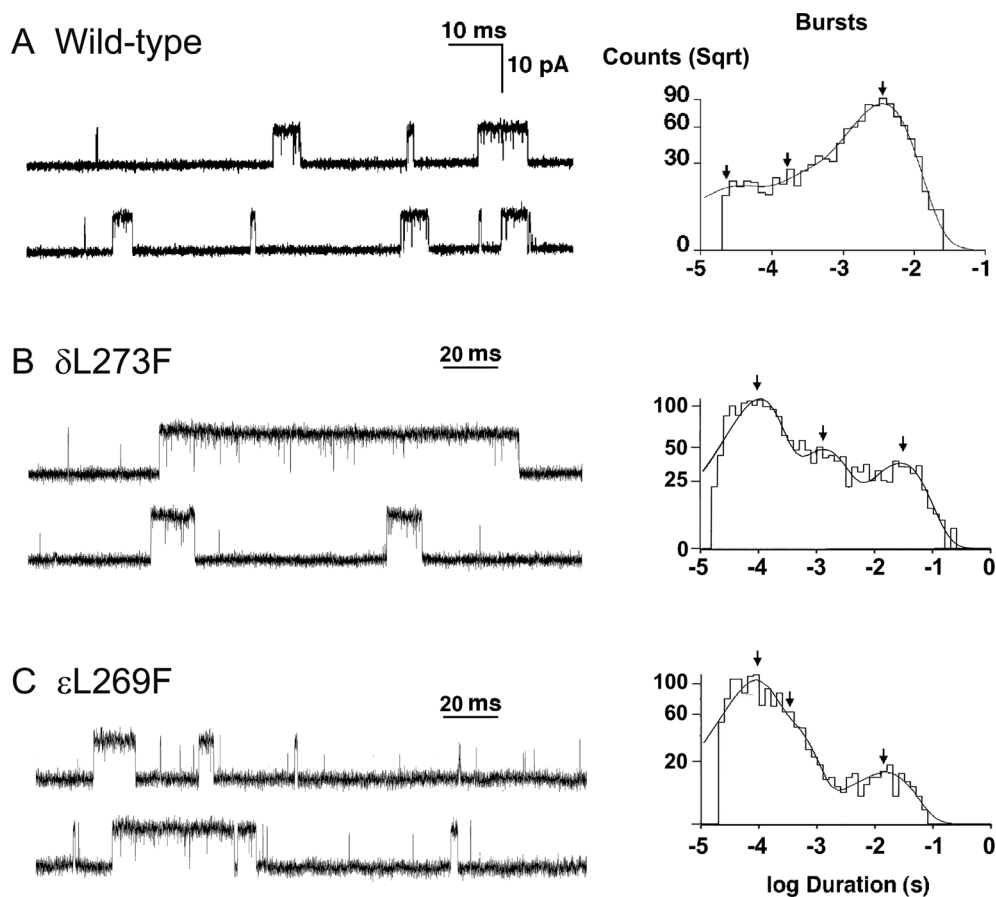 A Wild-type
10 ms
10 pA
Bursts
Counts (Sqrt)
90
60
30
0
-5 -4 -3 -2 -1
B δL273F
20 ms
100
50
25
0
-5 -4 -3 -2 -1 0
C εL269F
20 ms
100
60
20
-5 -4 -3 -2 -1 0
log Duration (s)